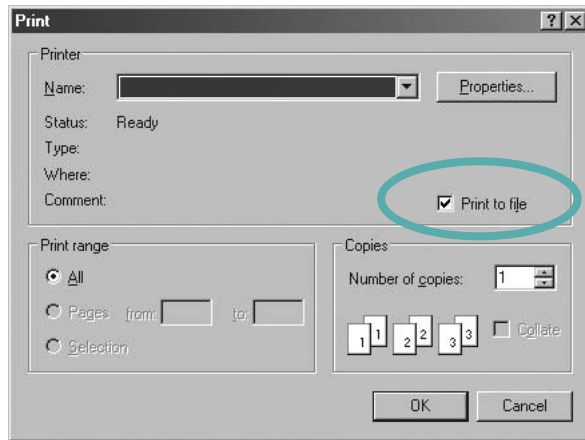 Print
Printer
Name:
Properties...
Status: Ready
Type:
Where:
Comment:
Print to file
Print range
All
Pages from: to:
Selection
Copies
Number of copies: 1
1 1 2 2 3 3
Collate
OK Cancel